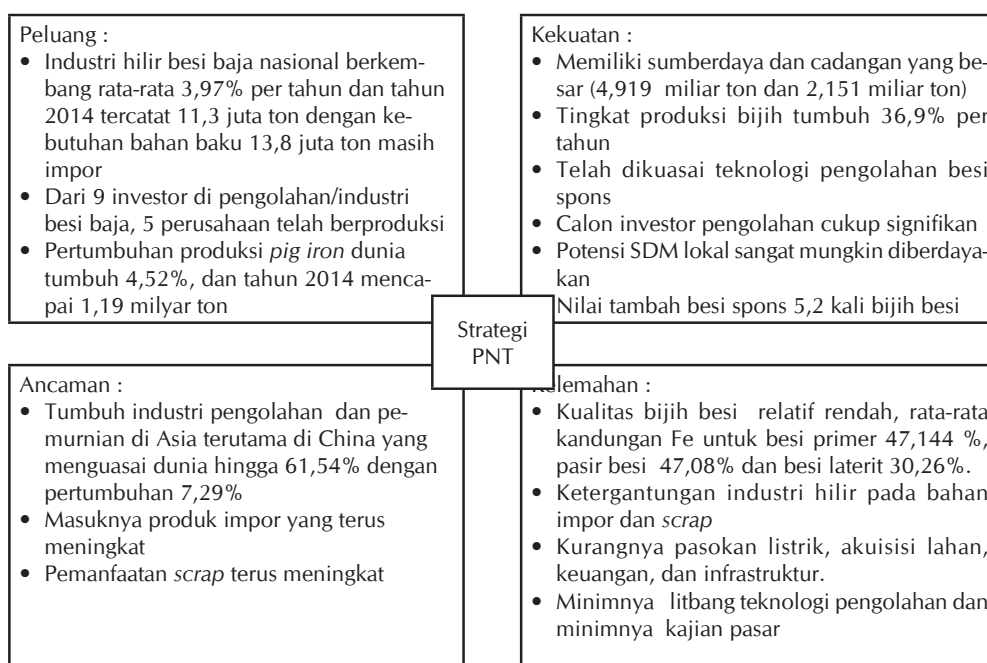 Peluang :
• Industri hilir besi baja nasional berkem-
bang rata-rata 3,97% per tahun dan tahun
2014 tercatat 11,3 juta ton dengan ke-
butuhan bahan baku 13,8 juta ton masih
impor
• Dari 9 investor di pengolahan/industri
besi baja, 5 perusahaan telah berproduksi
• Pertumbuhan produksi pig iron dunia
tumbuh 4,52%, dan tahun 2014 menca-
pai 1,19 milyar ton
Kekuatan :
• Memiliki sumberdaya dan cadangan yang be-
sar (4,919 miliar ton dan 2,151 miliar ton)
• Tingkat produksi bijih tumbuh 36,9% per
tahun
• Telah dikuasai teknologi pengolahan besi
spons
• Calon investor pengolahan cukup signifikan
• Potensi SDM lokal sangat mungkin diberdaya-
kan
Nilai tambah besi spons 5,2 kali bijih besi
Strategi
PNT
Ancaman :
• Tumbuh industri pengolahan dan pe-
murnian di Asia terutama di China yang
menguasai dunia hingga 61,54% dengan
pertumbuhan 7,29%
• Masuknya produk impor yang terus
meningkat
• Pemanfaatan scrap terus meningkat
Kelemahan :
• Kualitas bijih besi relatif rendah, rata-rata
kandungan Fe untuk besi primer 47,144 %,
pasir besi 47,08% dan besi laterit 30,26%.
• Ketergantungan industri hilir pada bahan
impor dan scrap
• Kurangnya pasokan listrik, akuisisi lahan,
keuangan, dan infrastruktur.
• Minimnya litbang teknologi pengolahan dan
minimnya kajian pasar